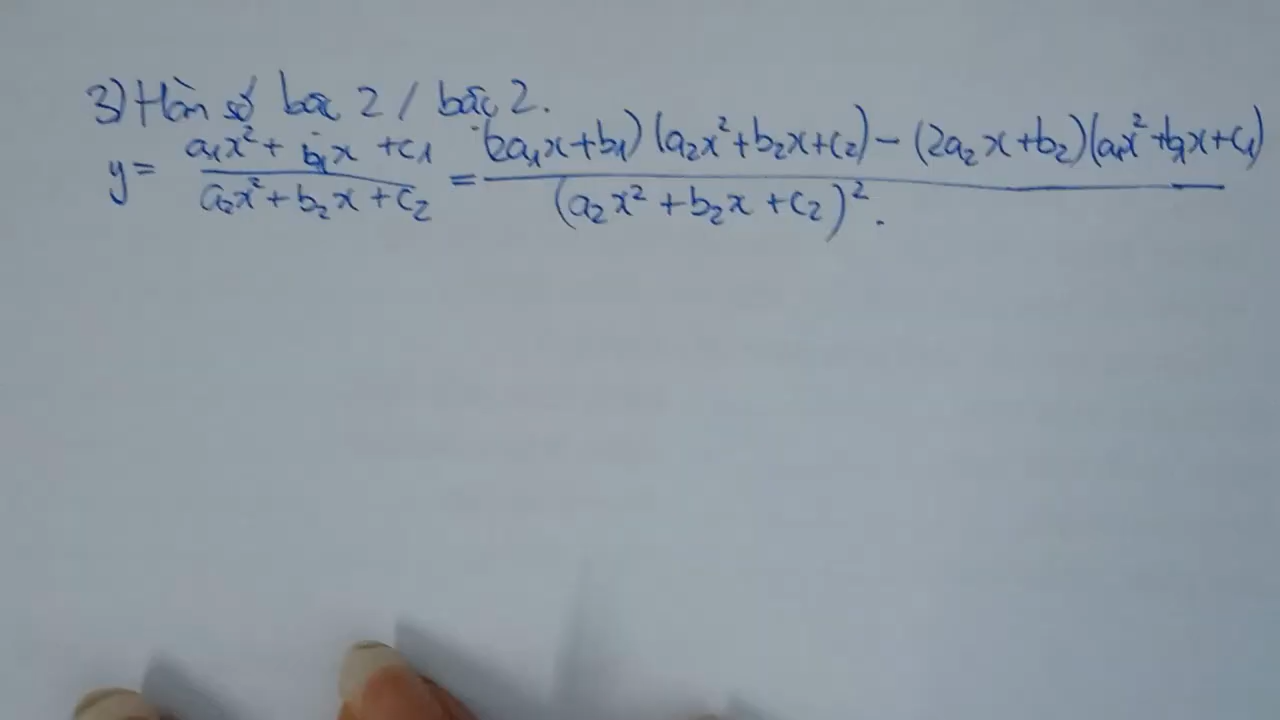 3) Hàm số bậc 2 / bậc 2.
y = (a₁x² + b₁x + c₁) / (a₂x² + b₂x + c₂) = ((2a₁x + b₁)(a₂x² + b₂x + c₂) − (2a₂x + b₂)(a₁x² + b₁x + c₁)) / (a₂x² + b₂x + c₂)².